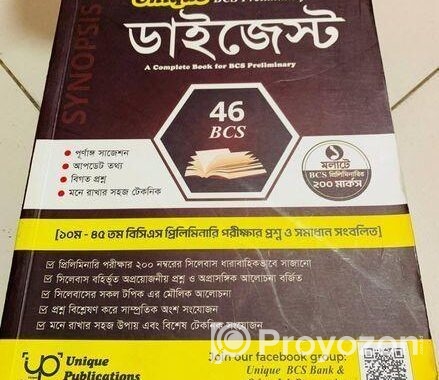 Unique
BCS Preliminary
SYNOPSIS
ডাইজেস্ট
A Complete Book for BCS Preliminary
46
BCS
• পূর্ণাঙ্গ সাজেশন
• আপডেট তথ্য
• বিগত প্রশ্ন
• মনে রাখার সহজ টেকনিক
১
মলাটে
BCS প্রিলিমিনারির
২০০ মার্কস
[১০ম - ৪৫ তম বিসিএস প্রিলিমিনারি পরীক্ষার প্রশ্ন ও সমাধান সংবলিত]
প্রিলিমিনারি পরীক্ষার ২০০ নম্বরের সিলেবাস ধারাবাহিকভাবে সাজানো
সিলেবাস বহির্ভূত অপ্রয়োজনীয় প্রশ্ন ও অপ্রাসঙ্গিক আলোচনা বর্জিত
সিলেবাসের সকল টপিক এর মৌলিক আলোচনা
প্রশ্ন বিশ্লেষণ করে সাম্প্রতিক অংশ সংযোজন
মনে রাখার সহজ উপায় এবং বিশেষ টেকনিক সংযোজন
Unique
Publications
Join our facebook group:
Unique BCS Bank &
Provozon